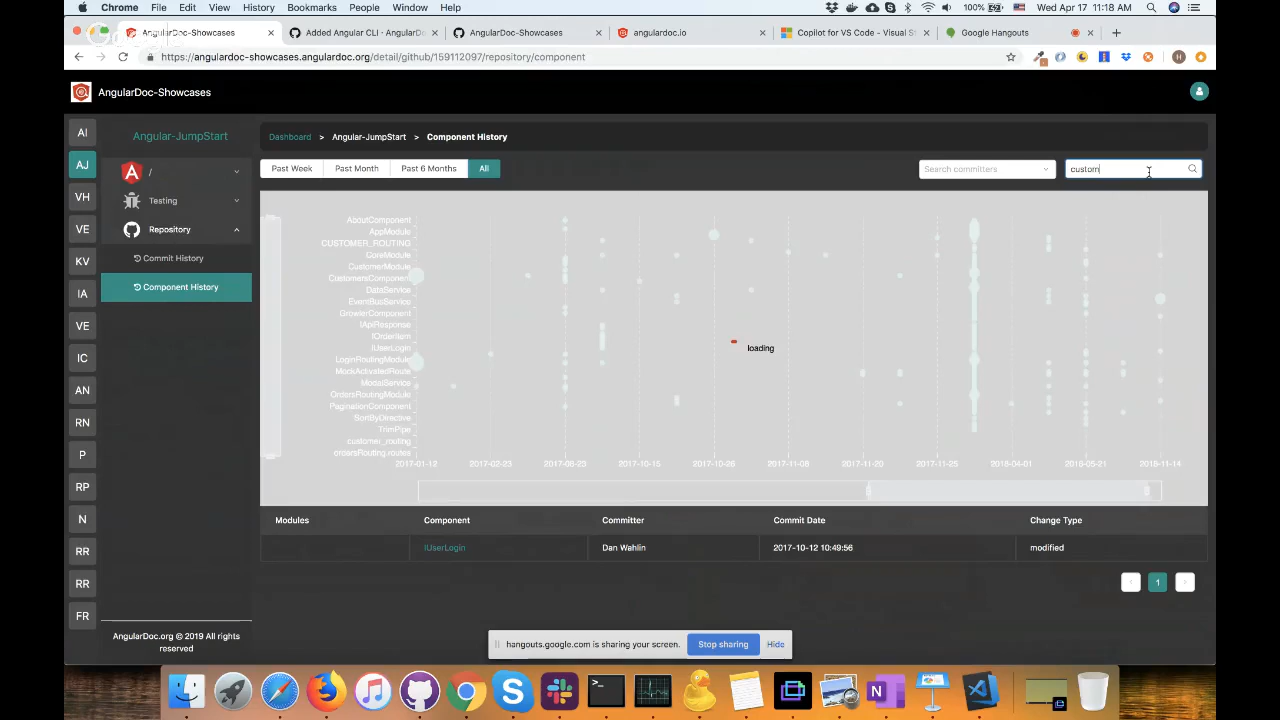 Chrome File Edit View History Bookmarks People Window Help 100% Wed Apr 17 11:18 AM
AngularDoc-Showcases × Added Angular CLI - AngularDo × AngularDoc-Showcases × angulardoc.io × Copilot for VS Code - Visual St × Google Hangouts ×
https://angulardoc-showcases.angulardoc.org/detail/github/159112097/repository/component
H
AngularDoc-Showcases
AI
AJ
VH
VE
KV
IA
VE
IC
AN
RN
P
RP
N
RR
RR
FR
Angular-JumpStart
/
Testing
Repository
Commit History
Component History
AngularDoc.org © 2019 All rights
reserved
Dashboard > Angular-JumpStart > Component History
Past Week Past Month Past 6 Months All Search committers custom
AboutComponent
AppModule
CUSTOMER_ROUTING
CoreModule
CustomerModule
CustomersComponent
DataService
EventBusService
GrowlerComponent
IApiResponse
IOrderItem
IUserLogin
LoginRoutingModule
MockActivatedRoute
ModalService
OrdersRoutingModule
PaginationComponent
SortByDirective
TrimPipe
customer_routing
ordersRouting.routes
loading
2017-01-12 2017-02-23 2017-08-23 2017-10-15 2017-10-26 2017-11-08 2017-11-20 2017-11-25 2018-04-01 2018-05-21 2018-11-14
Modules Component Committer Commit Date Change Type
IUserLogin Dan Wahlin 2017-10-12 10:49:56 modified
‹ 1 ›
hangouts.google.com is sharing your screen. Stop sharing Hide